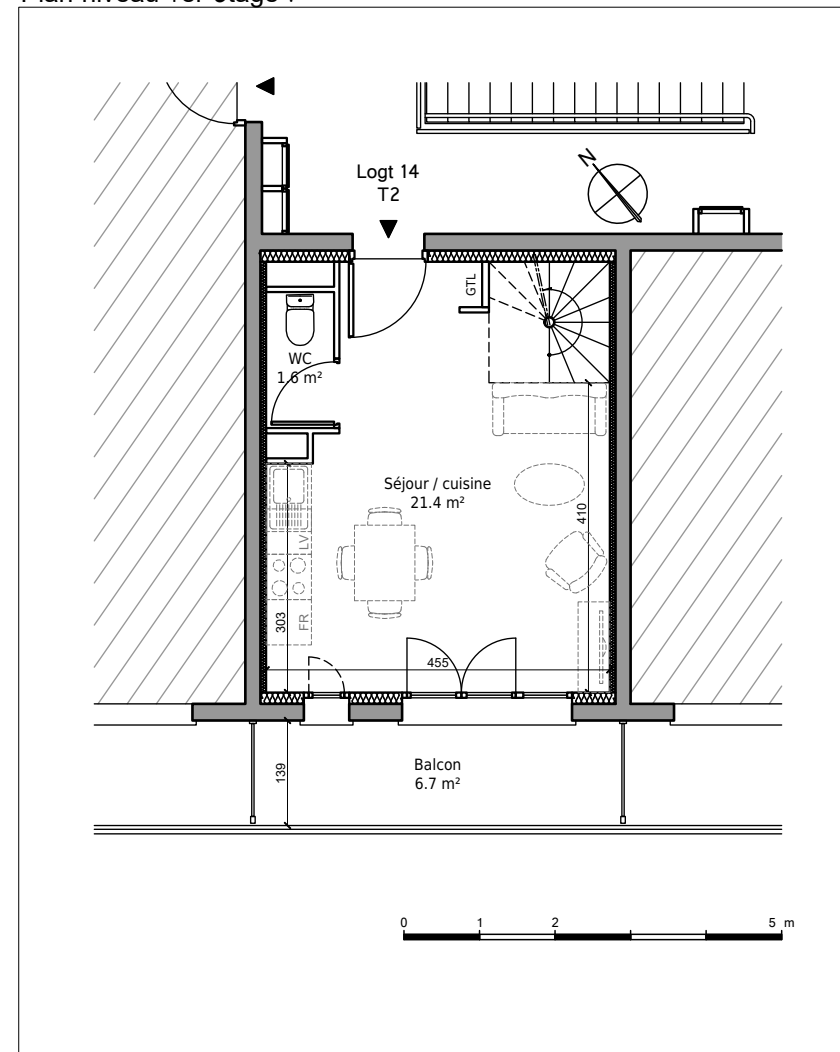 N
Logt 14
T2
GTL
WC
1.6 m²
Séjour / cuisine
21.4 m²
410
LV
303
FR
455
Balcon
6.7 m²
139
0 1 2 5 m